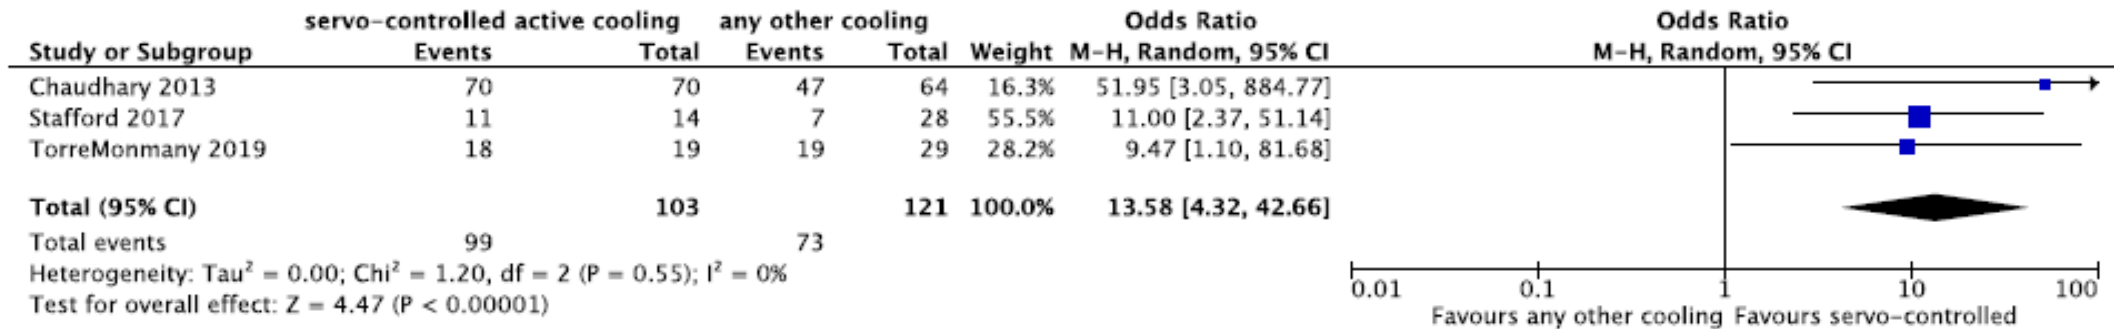 servo-controlled active cooling any other cooling Odds Ratio Odds Ratio
Study or Subgroup Events Total Events Total Weight M-H, Random, 95% CI M-H, Random, 95% CI
Chaudhary 2013 70 70 47 64 16.3% 51.95 [3.05, 884.77]
Stafford 2017 11 14 7 28 55.5% 11.00 [2.37, 51.14]
TorreMonmany 2019 18 19 19 29 28.2% 9.47 [1.10, 81.68]
Total (95% CI) 103 121 100.0% 13.58 [4.32, 42.66]
Total events 99 73
Heterogeneity: Tau² = 0.00; Chi² = 1.20, df = 2 (P = 0.55); I² = 0%
Test for overall effect: Z = 4.47 (P < 0.00001)
0.01 0.1 1 10 100
Favours any other cooling Favours servo-controlled